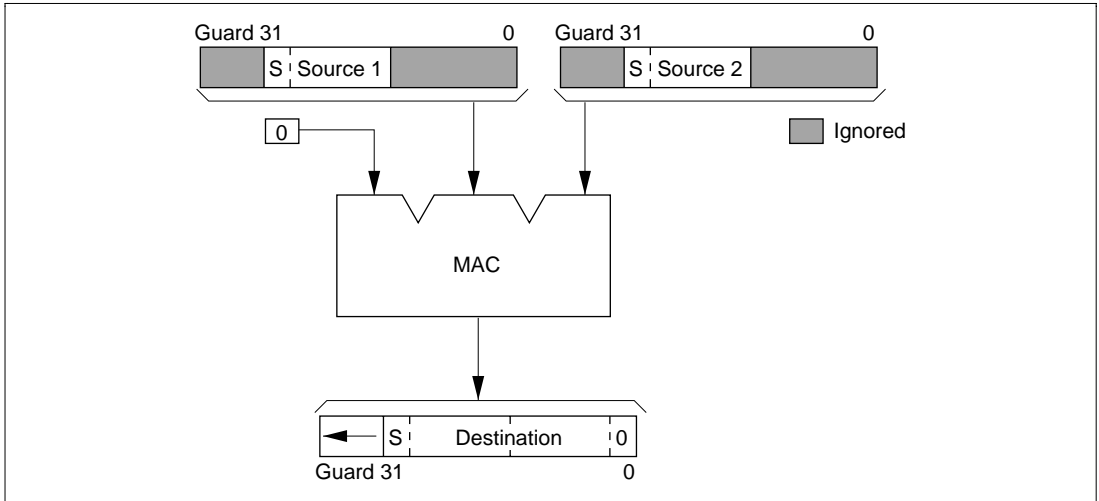 Guard 31 0 Guard 31 0
S Source 1 S Source 2
0 Ignored
MAC
S Destination 0
Guard 31 0